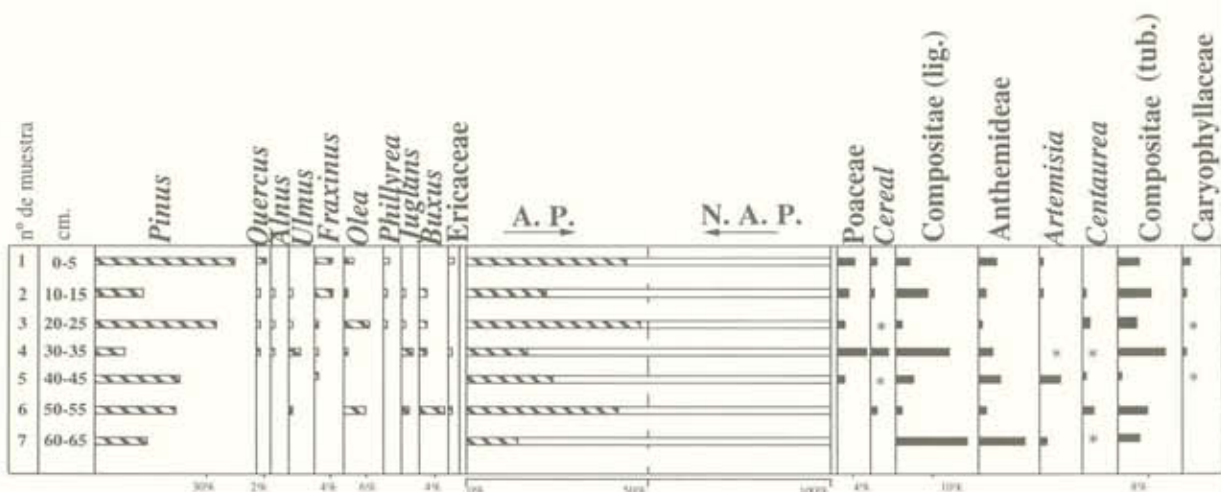 nº de muestra
cm.
Pinus
Quercus
Alnus
Ulmus
Fraxinus
Olea
Phillyrea
Juglans
Buxus
Ericaceae
A. P.
N. A. P.
Poaceae
Cereal
Compositae (lig.)
Anthemideae
Artemisia
Centaurea
Compositae (tub.)
Caryophyllaceae
1 0-5
2 10-15
3 20-25
4 30-35
5 40-45
6 50-55
7 60-65
30% 2% 4% 6% 4% 0% 50% 100% 4% 10%